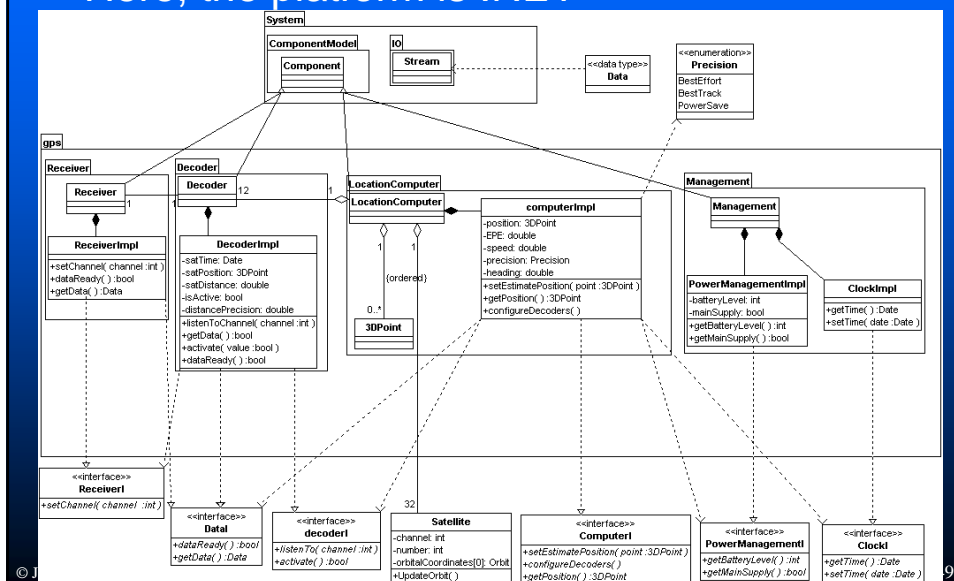 Here, the platform is .NET
System
ComponentModel
Component
IO
Stream
<<data type>>
Data
<<enumeration>>
Precision
BestEffort
BestTrack
PowerSave
gps
Receiver
Receiver
1
ReceiverImpl
+setChannel( channel :int )
+dataReady( ) :bool
+getData( ) :Data
Decoder
Decoder
1
12
DecoderImpl
-satTime: Date
-satPosition: 3DPoint
-satDistance: double
-isActive: bool
-distancePrecision: double
+listenToChannel( channel :int )
+getData( ) :bool
+activate( value :bool )
+dataReady( ) :bool
LocationComputer
LocationComputer
1
1
1
{ordered}
0..*
3DPoint
computerImpl
-position: 3DPoint
-EPE: double
-speed: double
-precision: Precision
-heading: double
+setEstimatePosition( point :3DPoint )
+getPosition( ) :3DPoint
+configureDecoders( )
Management
Management
PowerManagementImpl
-batteryLevel: int
-mainSupply: bool
+getBatteryLevel( ) :int
+getMainSupply( ) :bool
ClockImpl
+getTime( ) :Date
+setTime( date :Date )
<<interface>>
ReceiverI
+setChannel( channel :int )
<<interface>>
DataI
+dataReady( ) :bool
+getData( ) :Data
<<interface>>
decoderI
+listenTo( channel :int )
+activate( ) :bool
32
Satellite
-channel: int
-number: int
-orbitalCoordinates[0]: Orbit
+UpdateOrbit( )
<<interface>>
ComputerI
+setEstimatePosition( point :3DPoint )
+configureDecoders( )
+getPosition( ) :3DPoint
<<interface>>
PowerManagementI
+getBatteryLevel( ) :int
+getMainSupply( ) :bool
<<interface>>
ClockI
+getTime( ) :Date
+setTime( date :Date )
© J
9